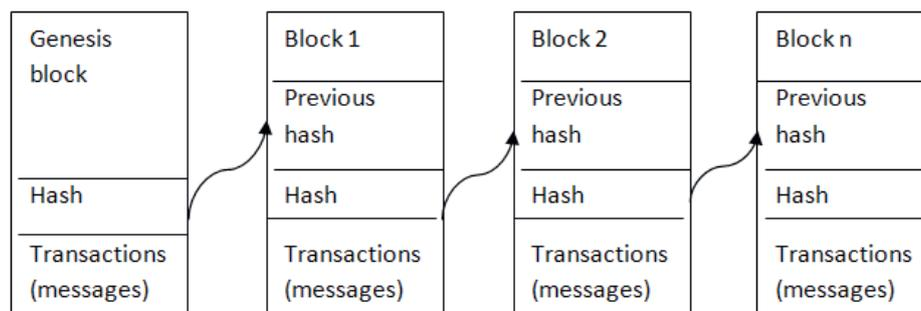 Genesis
block
Hash
Transactions
(messages)
Block 1
Previous
hash
Hash
Transactions
(messages)
Block 2
Previous
hash
Hash
Transactions
(messages)
Block n
Previous
hash
Hash
Transactions
(messages)